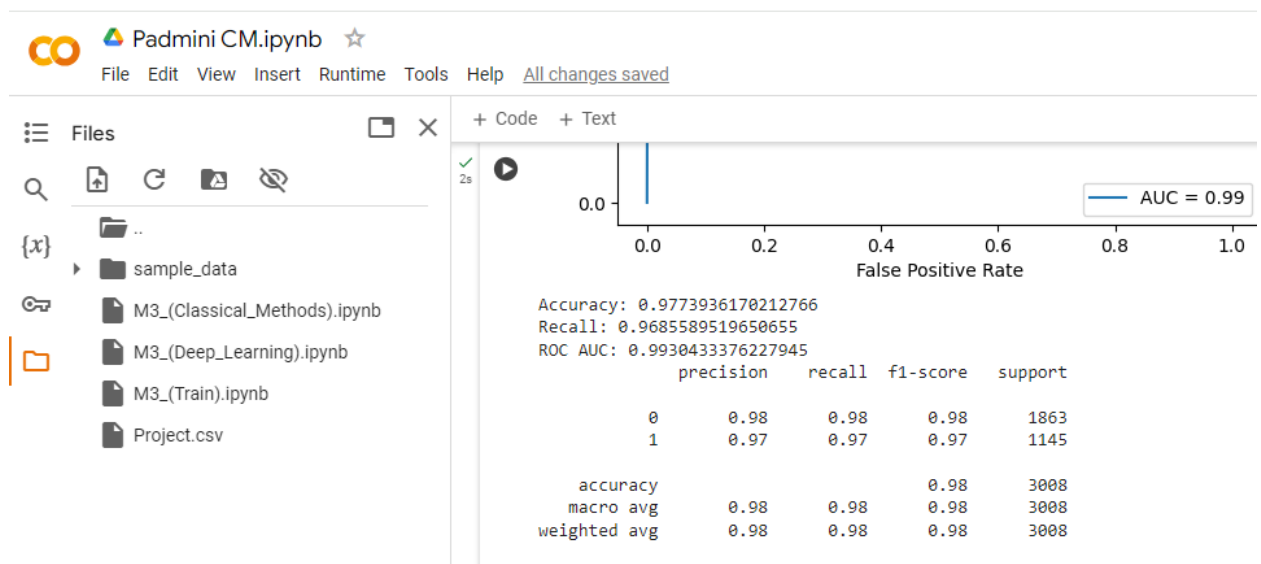 CO
Padmini CM.ipynb
File Edit View Insert Runtime Tools Help All changes saved
Files
+ Code + Text
2s
{x}
..
sample_data
M3_(Classical_Methods).ipynb
M3_(Deep_Learning).ipynb
M3_(Train).ipynb
Project.csv
0.0
AUC = 0.99
0.0 0.2 0.4 0.6 0.8 1.0
False Positive Rate
Accuracy: 0.9773936170212766
Recall: 0.9685589519650655
ROC AUC: 0.9930433376227945
precision recall f1-score support
0 0.98 0.98 0.98 1863
1 0.97 0.97 0.97 1145
accuracy 0.98 3008
macro avg 0.98 0.98 0.98 3008
weighted avg 0.98 0.98 0.98 3008